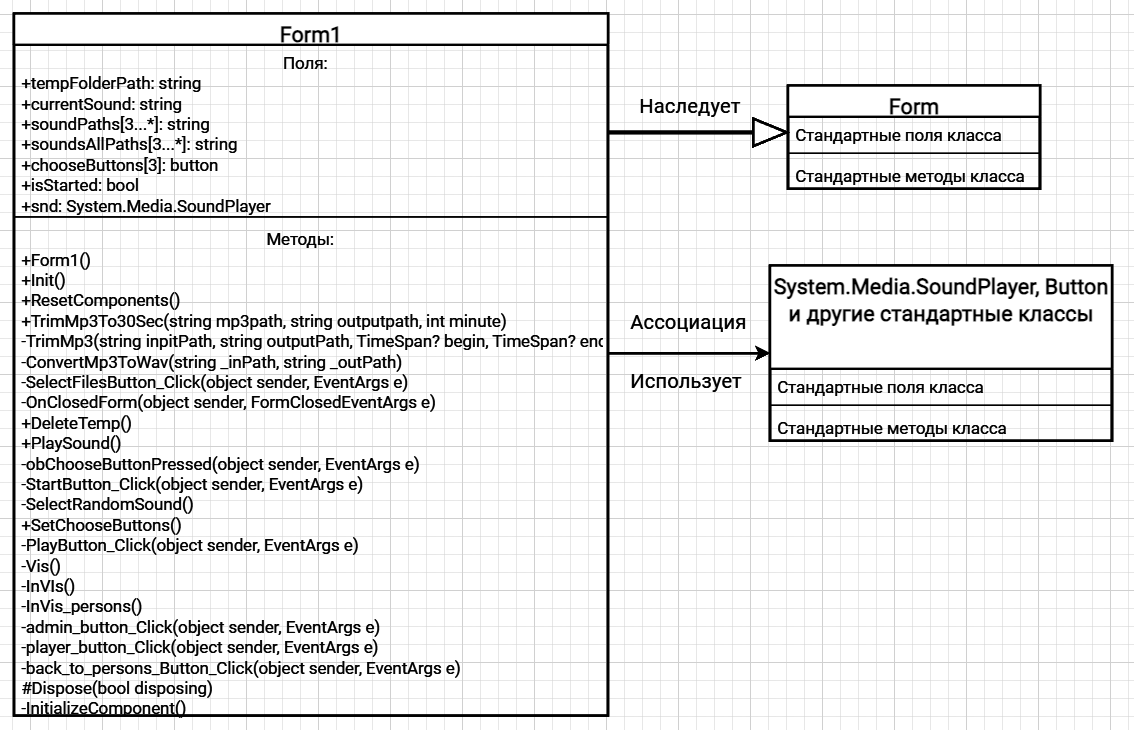 Form1
Поля:
+tempFolderPath: string
+currentSound: string
+soundPaths[3...*]: string
+soundsAllPaths[3...*]: string
+chooseButtons[3]: button
+isStarted: bool
+snd: System.Media.SoundPlayer
Методы:
+Form1()
+Init()
+ResetComponents()
+TrimMp3To30Sec(string mp3path, string outputpath, int minute)
-TrimMp3(string inpitPath, string outputPath, TimeSpan? begin, TimeSpan? enc
-ConvertMp3ToWav(string _inPath, string _outPath)
-SelectFilesButton_Click(object sender, EventArgs e)
-OnClosedForm(object sender, FormClosedEventArgs e)
+DeleteTemp()
+PlaySound()
-obChooseButtonPressed(object sender, EventArgs e)
-StartButton_Click(object sender, EventArgs e)
-SelectRandomSound()
+SetChooseButtons()
-PlayButton_Click(object sender, EventArgs e)
-Vis()
-InVIs()
-InVis_persons()
-admin_button_Click(object sender, EventArgs e)
-player_button_Click(object sender, EventArgs e)
-back_to_persons_Button_Click(object sender, EventArgs e)
#Dispose(bool disposing)
-InitializeComponent()
Наследует
Form
Стандартные поля класса
Стандартные методы класса
Ассоциация
Использует
System.Media.SoundPlayer, Button
и другие стандартные классы
Стандартные поля класса
Стандартные методы класса